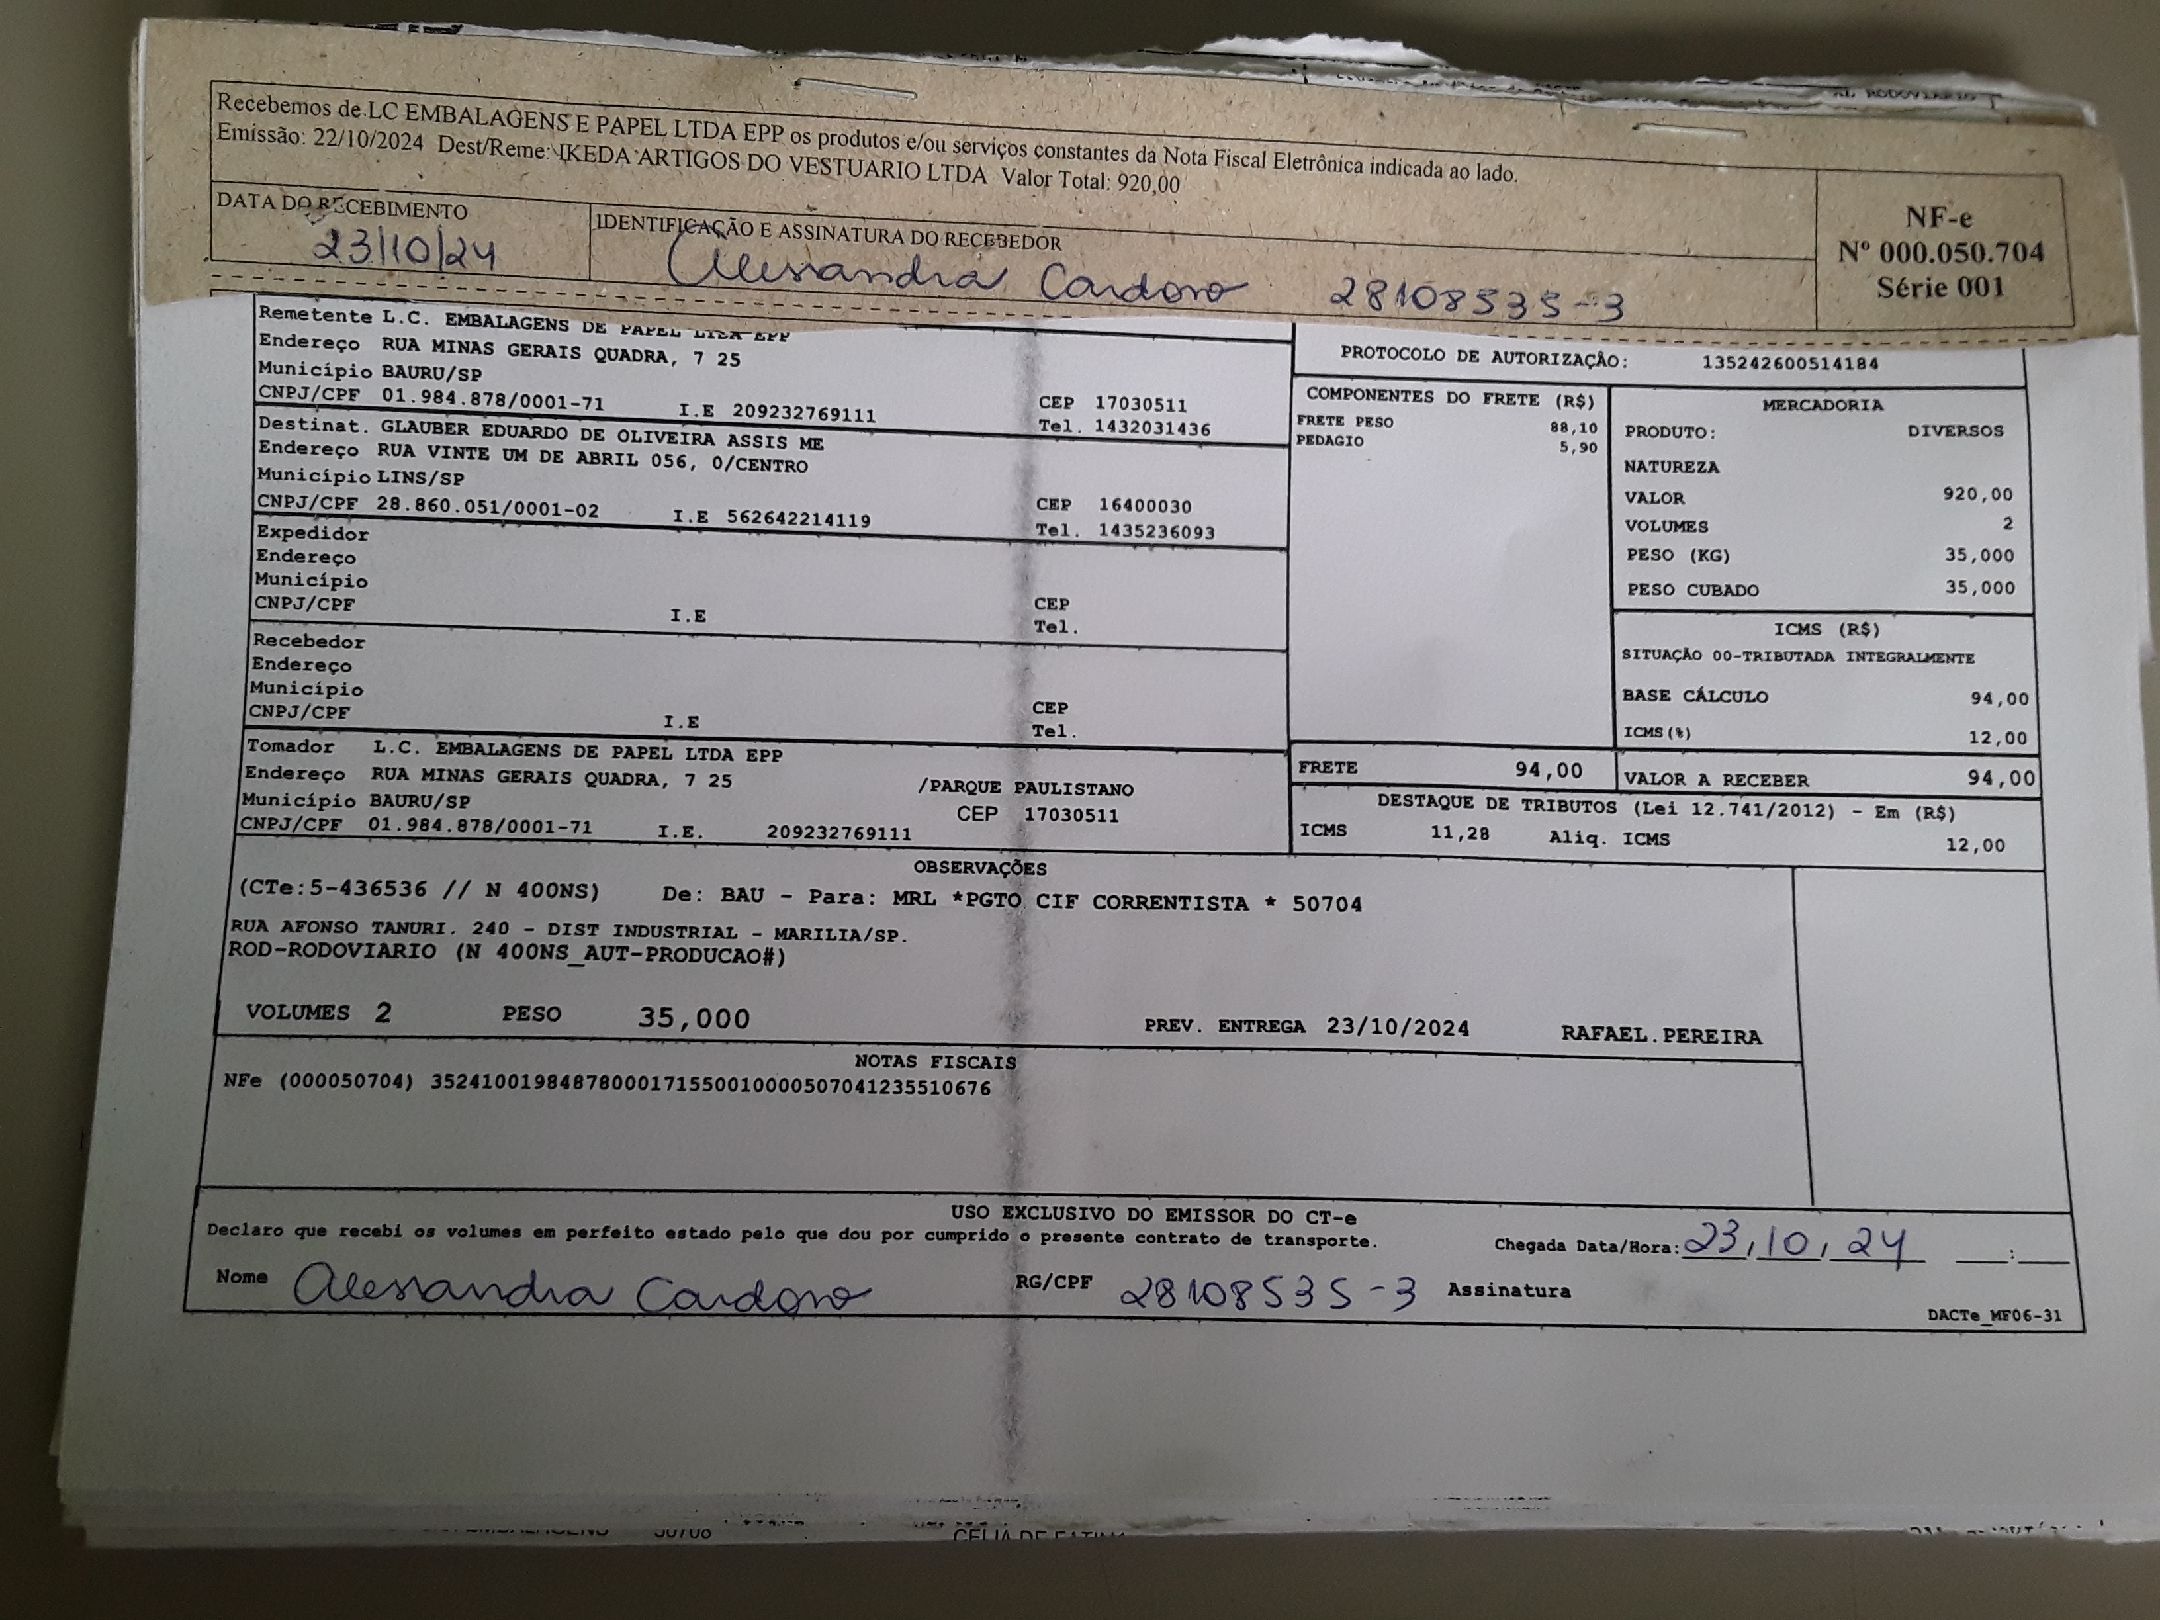 Recebemos de LC EMBALAGENS E PAPEL LTDA EPP os produtos e/ou serviços constantes da Nota Fiscal Eletrônica indicada ao lado.
Emissão: 22/10/2024 Dest/Reme: IKEDA ARTIGOS DO VESTUARIO LTDA Valor Total: 920,00
DATA DO RECEBIMENTO
23/10/24
IDENTIFICAÇÃO E ASSINATURA DO RECEBEDOR
Alessandra Cardoso 28108535-3
NF-e
Nº 000.050.704
Série 001
Remetente L.C. EMBALAGENS DE PAPEL LTDA EPP
Endereço RUA MINAS GERAIS QUADRA, 7 25
Município BAURU/SP
CNPJ/CPF 01.984.878/0001-71 I.E 209232769111
CEP 17030511
Tel. 1432031436
Destinat. GLAUBER EDUARDO DE OLIVEIRA ASSIS ME
Endereço RUA VINTE UM DE ABRIL 056, 0/CENTRO
Município LINS/SP
CNPJ/CPF 28.860.051/0001-02 I.E 562642214119
CEP 16400030
Tel. 1435236093
Expedidor
Endereço
Município
CNPJ/CPF I.E
CEP
Tel.
Recebedor
Endereço
Município
CNPJ/CPF I.E
CEP
Tel.
Tomador L.C. EMBALAGENS DE PAPEL LTDA EPP
Endereço RUA MINAS GERAIS QUADRA, 7 25 /PARQUE PAULISTANO
Município BAURU/SP CEP 17030511
CNPJ/CPF 01.984.878/0001-71 I.E. 209232769111
PROTOCOLO DE AUTORIZAÇÃO: 135242600514184
COMPONENTES DO FRETE (R$)
FRETE PESO 88,10
PEDAGIO 5,90
MERCADORIA
PRODUTO: DIVERSOS
NATUREZA
VALOR 920,00
VOLUMES 2
PESO (KG) 35,000
PESO CUBADO 35,000
ICMS (R$)
SITUAÇÃO 00-TRIBUTADA INTEGRALMENTE
BASE CÁLCULO 94,00
ICMS(%) 12,00
FRETE 94,00
VALOR A RECEBER 94,00
DESTAQUE DE TRIBUTOS (Lei 12.741/2012) - Em (R$)
ICMS 11,28 Aliq. ICMS 12,00
OBSERVAÇÕES
(CTe:5-436536 // N 400NS) De: BAU - Para: MRL *PGTO CIF CORRENTISTA * 50704
RUA AFONSO TANURI. 240 - DIST INDUSTRIAL - MARILIA/SP.
ROD-RODOVIARIO (N 400NS_AUT-PRODUCAO#)
VOLUMES 2 PESO 35,000 PREV. ENTREGA 23/10/2024 RAFAEL.PEREIRA
NOTAS FISCAIS
NFe (000050704) 35241001984878000171550010000507041235510676
USO EXCLUSIVO DO EMISSOR DO CT-e
Declaro que recebi os volumes em perfeito estado pelo que dou por cumprido o presente contrato de transporte.
Chegada Data/Hora: 23/10/24 __:__
Nome Alessandra Cardoso RG/CPF 28108535-3 Assinatura
DACTe_MF06-31